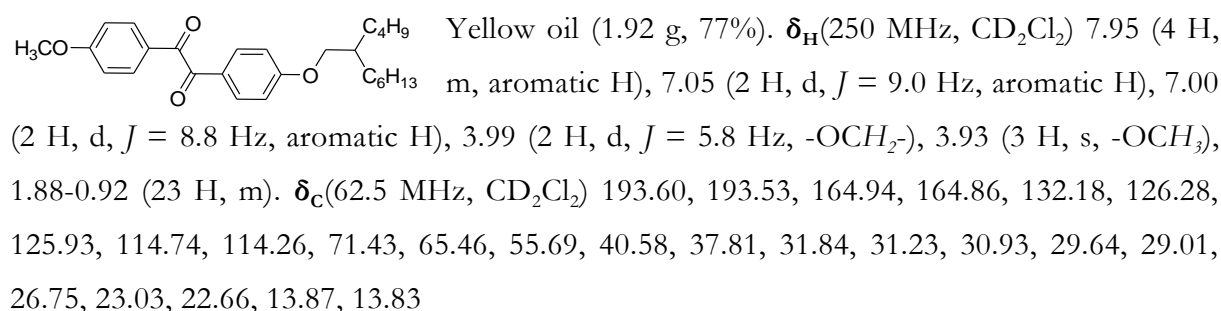 H₃CO O O O C₄H₉ C₆H₁₃
Yellow oil (1.92 g, 77%). δH(250 MHz, CD₂Cl₂) 7.95 (4 H,
m, aromatic H), 7.05 (2 H, d, J = 9.0 Hz, aromatic H), 7.00
(2 H, d, J = 8.8 Hz, aromatic H), 3.99 (2 H, d, J = 5.8 Hz, -OCH₂-), 3.93 (3 H, s, -OCH₃),
1.88-0.92 (23 H, m). δC(62.5 MHz, CD₂Cl₂) 193.60, 193.53, 164.94, 164.86, 132.18, 126.28,
125.93, 114.74, 114.26, 71.43, 65.46, 55.69, 40.58, 37.81, 31.84, 31.23, 30.93, 29.64, 29.01,
26.75, 23.03, 22.66, 13.87, 13.83